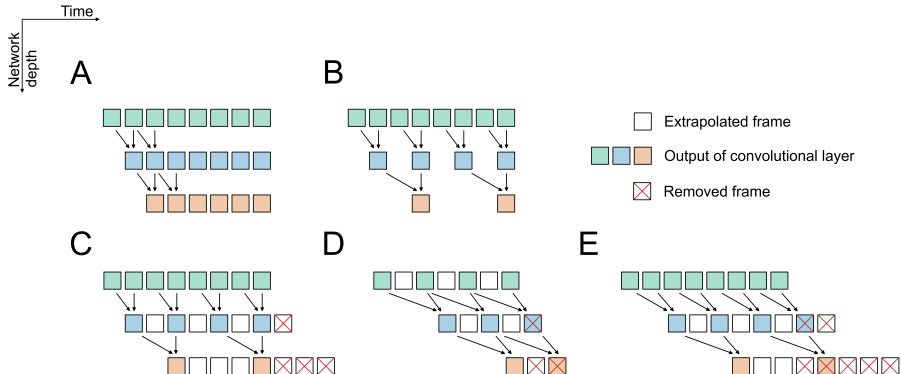 Time
Network
depth
A
B
Extrapolated frame
Output of convolutional layer
Removed frame
C
D
E